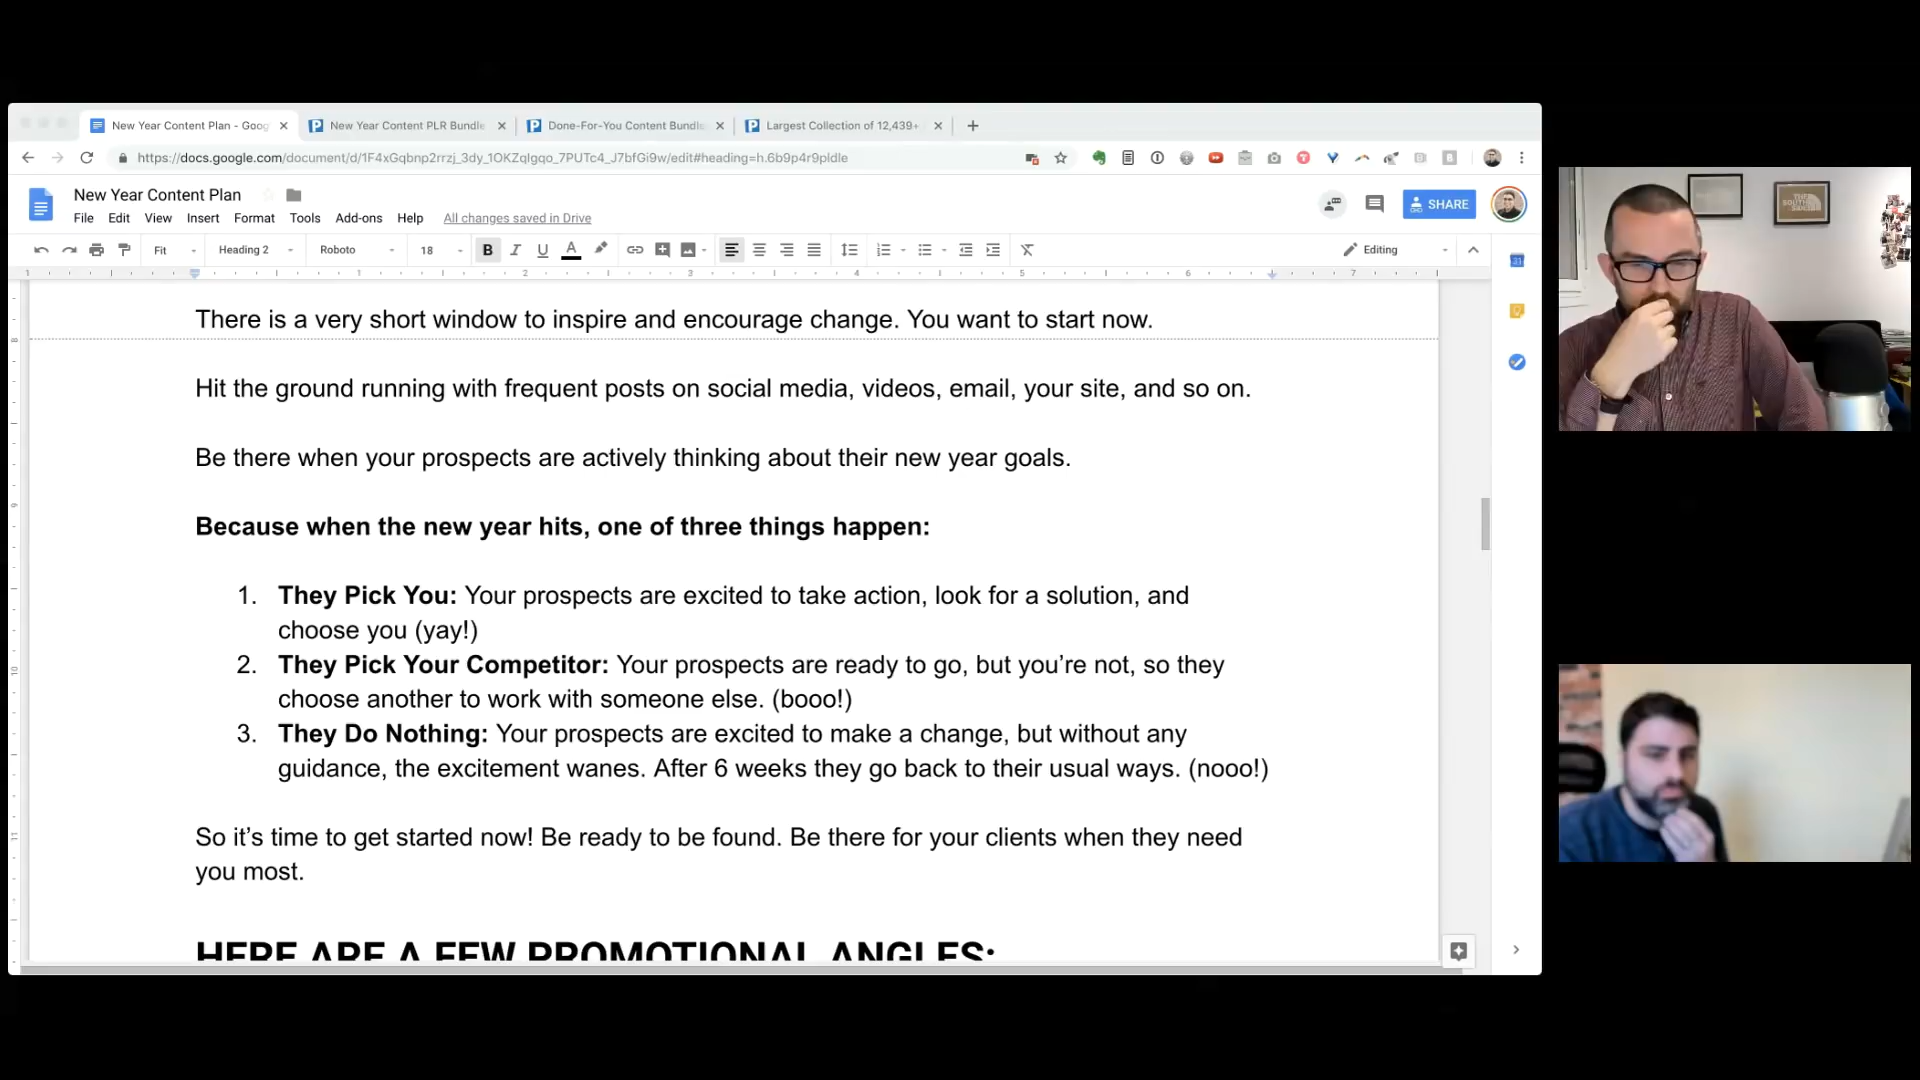 New Year Content Plan - Goog
New Year Content PLR Bundle
Done-For-You Content Bundle
Largest Collection of 12,439+
New Year Content Plan
File Edit View Insert Format Tools Add-ons Help All changes saved in Drive
SHARE
Fit Heading 2 Roboto 18 B I U A Editing
1 1 2 3 4 5 6 7
There is a very short window to inspire and encourage change. You want to start now.
Hit the ground running with frequent posts on social media, videos, email, your site, and so on.
Be there when your prospects are actively thinking about their new year goals.
Because when the new year hits, one of three things happen:
1. They Pick You: Your prospects are excited to take action, look for a solution, and
choose you (yay!)
2. They Pick Your Competitor: Your prospects are ready to go, but you’re not, so they
choose another to work with someone else. (booo!)
3. They Do Nothing: Your prospects are excited to make a change, but without any
guidance, the excitement wanes. After 6 weeks they go back to their usual ways. (nooo!)
So it’s time to get started now! Be ready to be found. Be there for your clients when they need
you most.
HERE ARE A FEW PROMOTIONAL ANGLES: